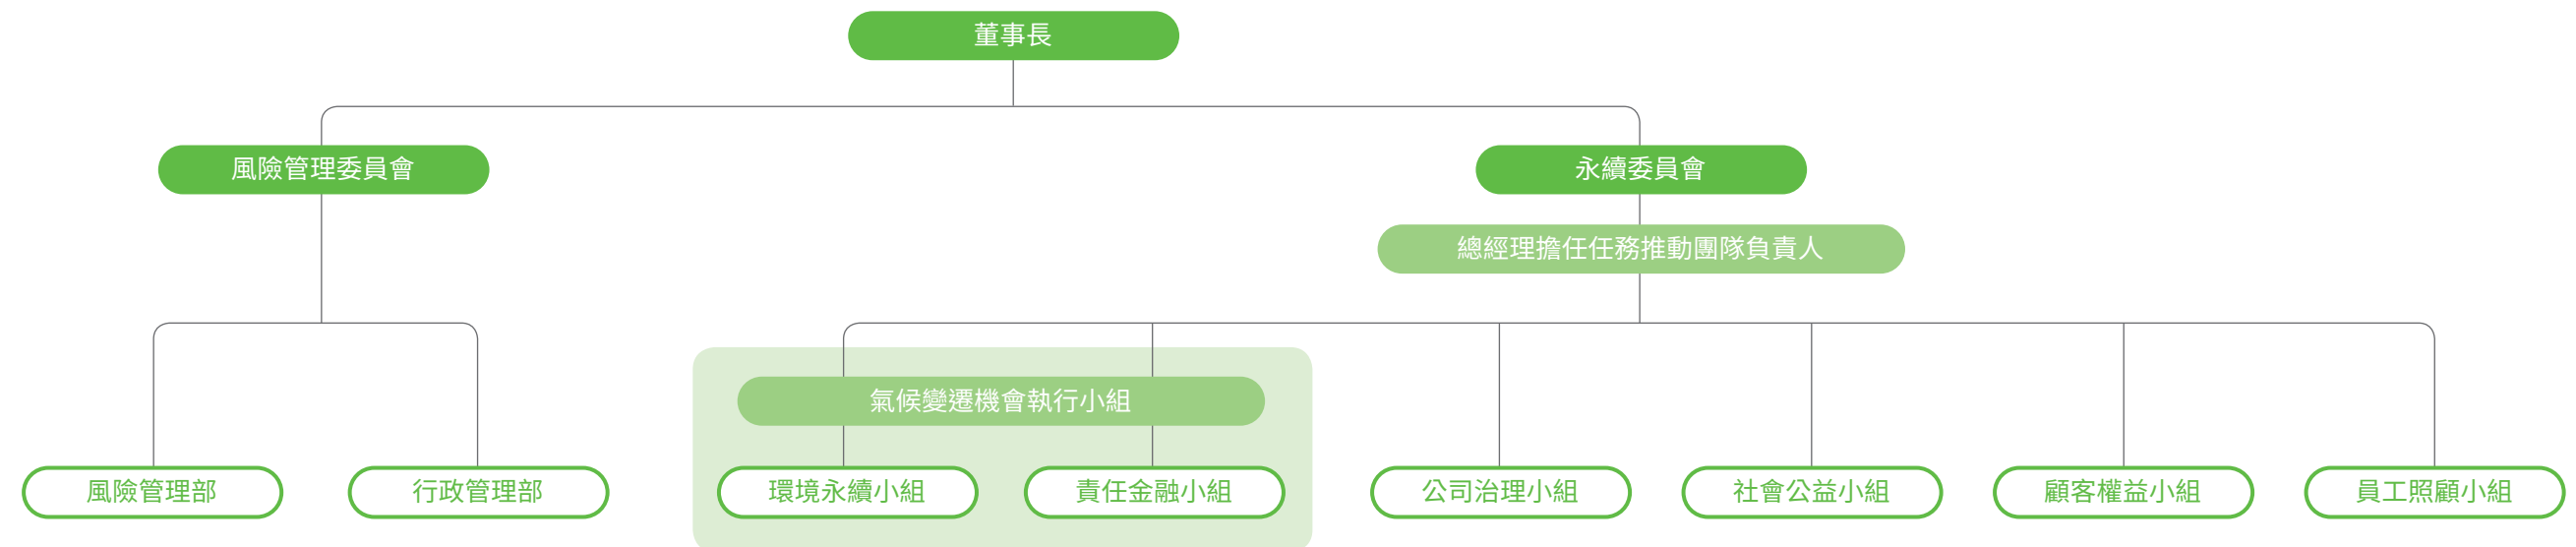 董事長
風險管理委員會
永續委員會
總經理擔任任務推動團隊負責人
氣候變遷機會執行小組
風險管理部
行政管理部
環境永續小組
責任金融小組
公司治理小組
社會公益小組
顧客權益小組
員工照顧小組